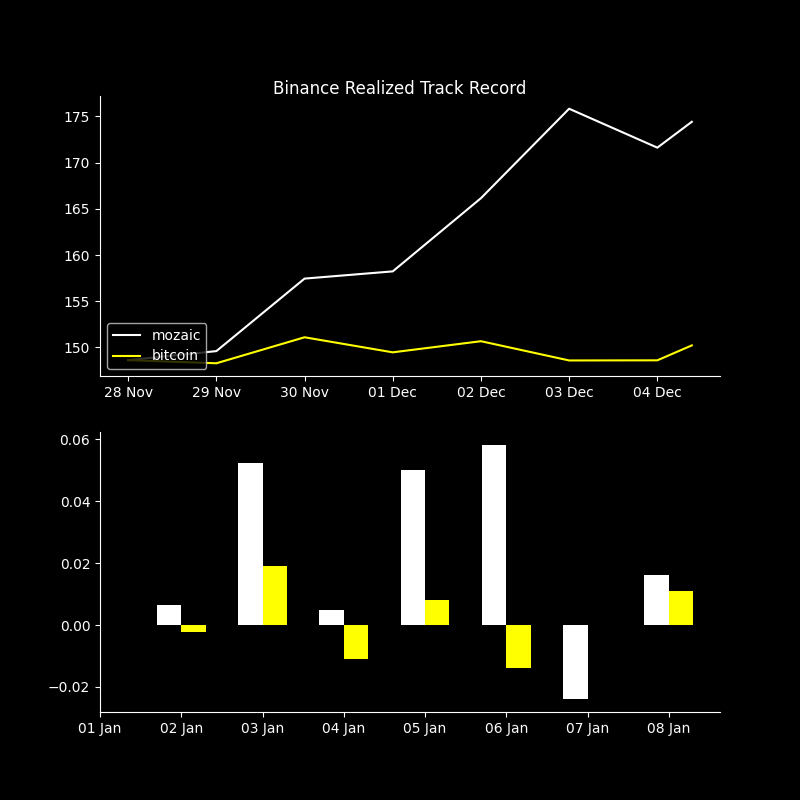 Binance Realized Track Record
175
170
165
160
155
150
mozaic
bitcoin
28 Nov 29 Nov 30 Nov 01 Dec 02 Dec 03 Dec 04 Dec
0.06
0.04
0.02
0.00
−0.02
01 Jan 02 Jan 03 Jan 04 Jan 05 Jan 06 Jan 07 Jan 08 Jan